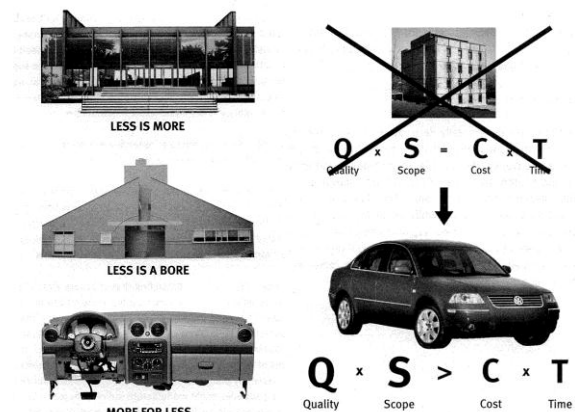 LESS IS MORE
LESS IS A BORE
MORE FOR LESS
Q x S = C x T
Quality Scope Cost Time
Q x S > C x T
Quality Scope Cost Time